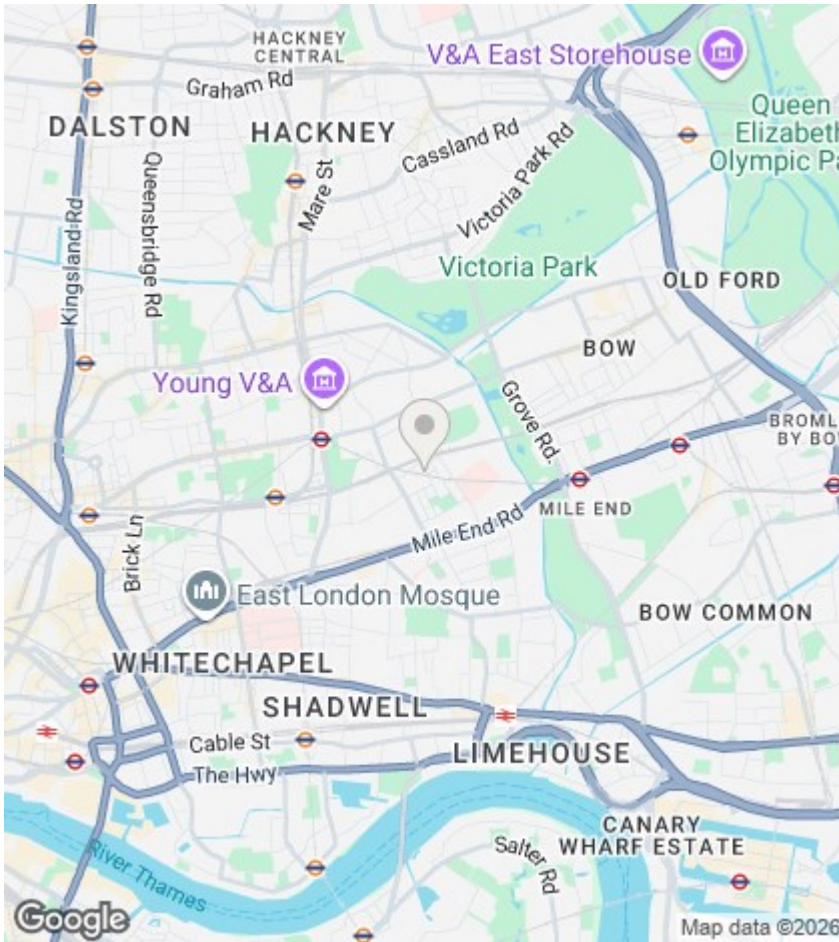 HACKNEY
CENTRAL
V&A East Storehouse
Graham Rd
Queen
Elizabeth
Olympic Pa
DALSTON
HACKNEY
Cassland Rd
Victoria Park Rd
Queensbridge Rd
Mare St
Kingsland Rd
Victoria Park
OLD FORD
BOW
Young V&A
Grove Rd.
BROML
BY BO
MILE END
Mile End Rd
Brick Ln
East London Mosque
BOW COMMON
WHITECHAPEL
SHADWELL
Cable St
LIMEHOUSE
The Hwy
CANARY
WHARF ESTATE
Salter Rd
River Thames
Google
Map data ©2026